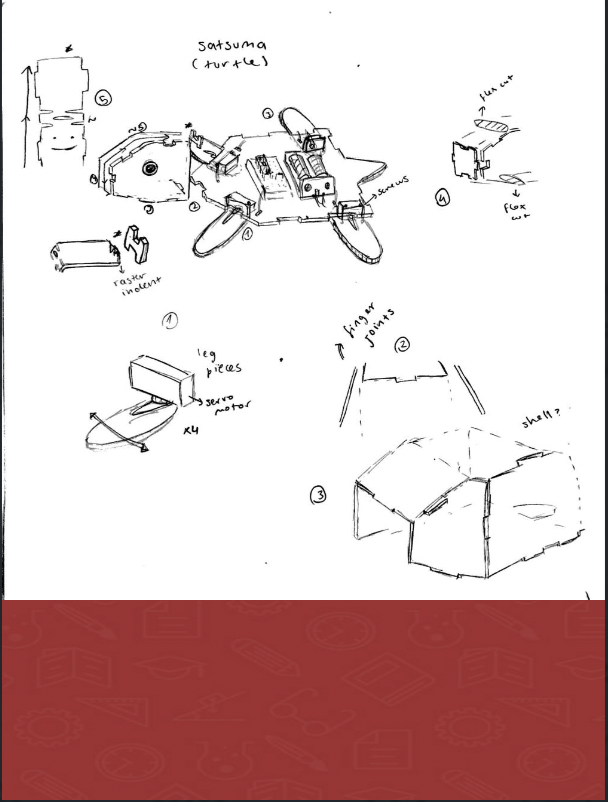 satsuma
(turtle)
*
5
flex cut
2
*
screws
4
flex
cut
1
*
raster
indent
1
leg
pieces
servo
motor
x4
finger
joints
2
shell?
3